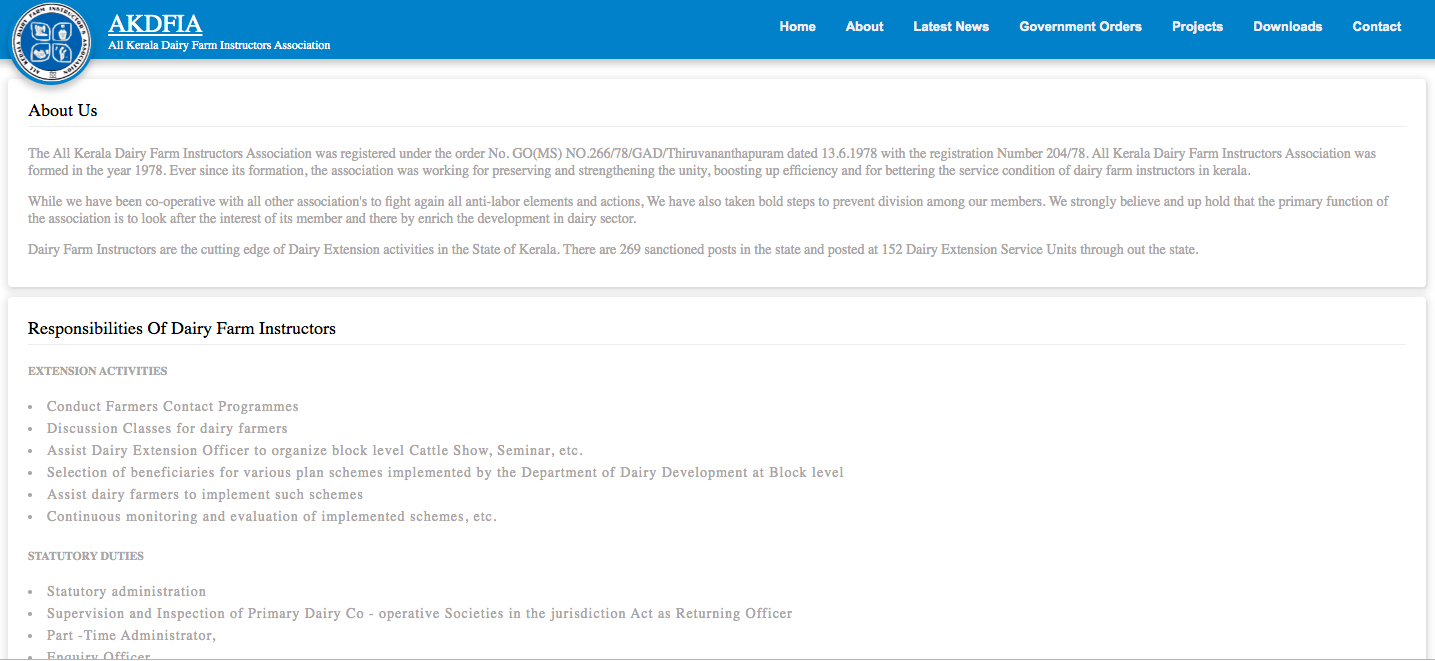 AKDFIA
All Kerala Dairy Farm Instructors Association
Home About Latest News Government Orders Projects Downloads Contact
ALL KERALA DAIRY FARM INSTRUCTORS ASSOCIATION
About Us
The All Kerala Dairy Farm Instructors Association was registered under the order No. GO(MS) NO.266/78/GAD/Thiruvananthapuram dated 13.6.1978 with the registration Number 204/78. All Kerala Dairy Farm Instructors Association was
formed in the year 1978. Ever since its formation, the association was working for preserving and strengthening the unity, boosting up efficiency and for bettering the service condition of dairy farm instructors in kerala.
While we have been co-operative with all other association's to fight again all anti-labor elements and actions, We have also taken bold steps to prevent division among our members. We strongly believe and up hold that the primary function of
the association is to look after the interest of its member and there by enrich the development in dairy sector.
Dairy Farm Instructors are the cutting edge of Dairy Extension activities in the State of Kerala. There are 269 sanctioned posts in the state and posted at 152 Dairy Extension Service Units through out the state.
Responsibilities Of Dairy Farm Instructors
EXTENSION ACTIVITIES
• Conduct Farmers Contact Programmes
• Discussion Classes for dairy farmers
• Assist Dairy Extension Officer to organize block level Cattle Show, Seminar, etc.
• Selection of beneficiaries for various plan schemes implemented by the Department of Dairy Development at Block level
• Assist dairy farmers to implement such schemes
• Continuous monitoring and evaluation of implemented schemes, etc.
STATUTORY DUTIES
• Statutory administration
• Supervision and Inspection of Primary Dairy Co - operative Societies in the jurisdiction Act as Returning Officer
• Part -Time Administrator,
• Enquiry Officer